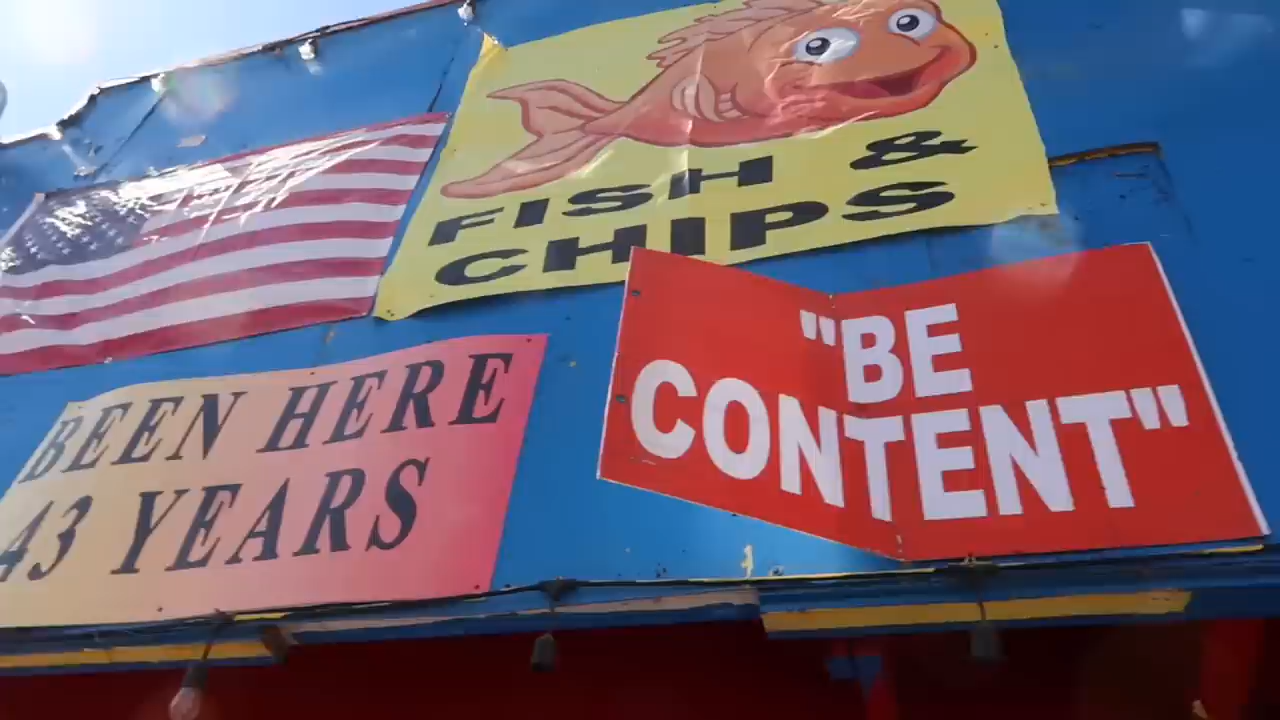 FISH &
CHIPS
BEEN HERE
43 YEARS
"BE
CONTENT"